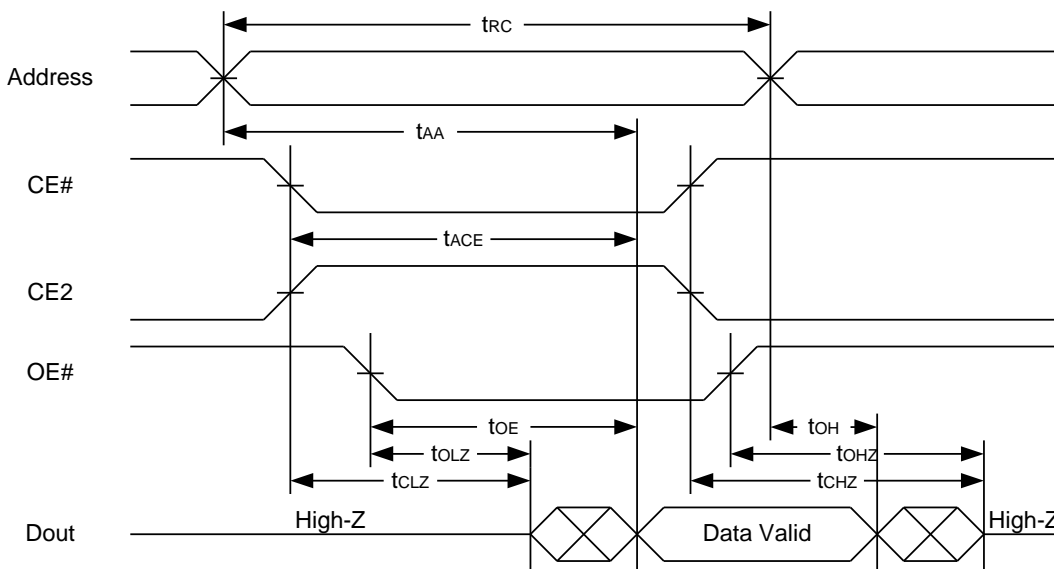 tRC
Address
tAA
CE#
tACE
CE2
OE#
tOE
tOH
tOLZ
tOHZ
tCLZ
tCHZ
High-Z
Data Valid
High-Z
Dout